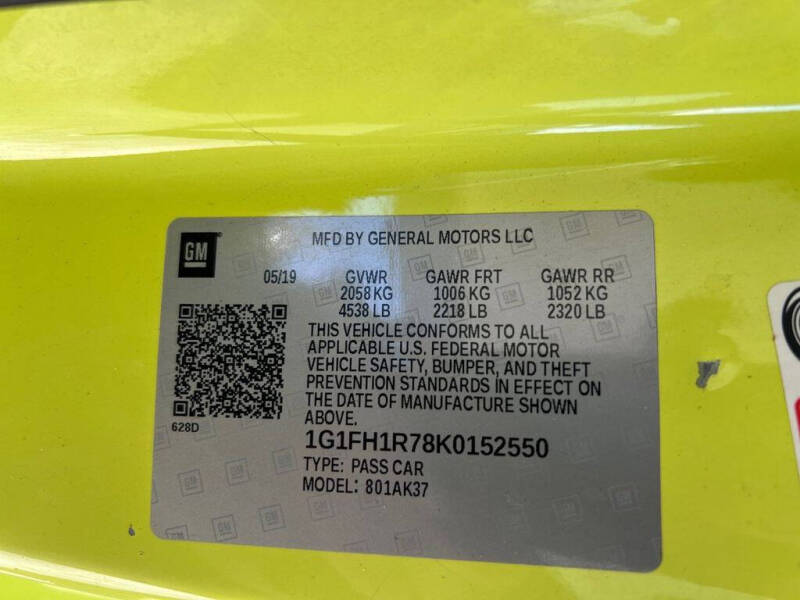 GM
MFD BY GENERAL MOTORS LLC
05/19 GVWR GAWR FRT GAWR RR
2058 KG 1006 KG 1052 KG
4538 LB 2218 LB 2320 LB
THIS VEHICLE CONFORMS TO ALL
APPLICABLE U.S. FEDERAL MOTOR
VEHICLE SAFETY, BUMPER, AND THEFT
PREVENTION STANDARDS IN EFFECT ON
THE DATE OF MANUFACTURE SHOWN
ABOVE.
628D
1G1FH1R78K0152550
TYPE: PASS CAR
MODEL: 801AK37